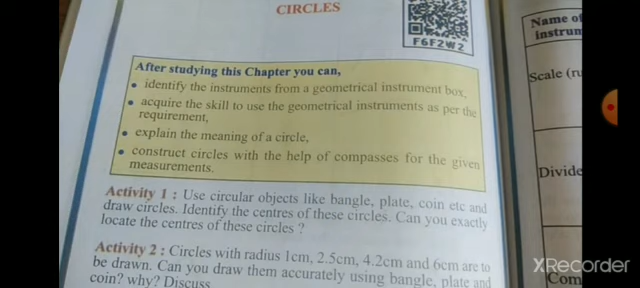 CIRCLES
F6F2W2
After studying this Chapter you can,
• identify the instruments from a geometrical instrument box,
• acquire the skill to use the geometrical instruments as per the
requirement,
• explain the meaning of a circle,
• construct circles with the help of compasses for the given
measurements.
Activity 1 : Use circular objects like bangle, plate, coin etc and
draw circles. Identify the centres of these circles. Can you exactly
locate the centres of these circles ?
Activity 2 : Circles with radius 1cm, 2.5cm, 4.2cm and 6cm are to
be drawn. Can you draw them accurately using bangle, plate and
coin? why? Discuss
Name of
instrum
Scale (ru
Divide
Com
XRecorder